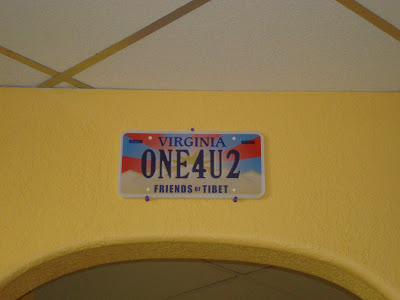 VIRGINIA
ONE4U2
FRIENDS OF TIBET